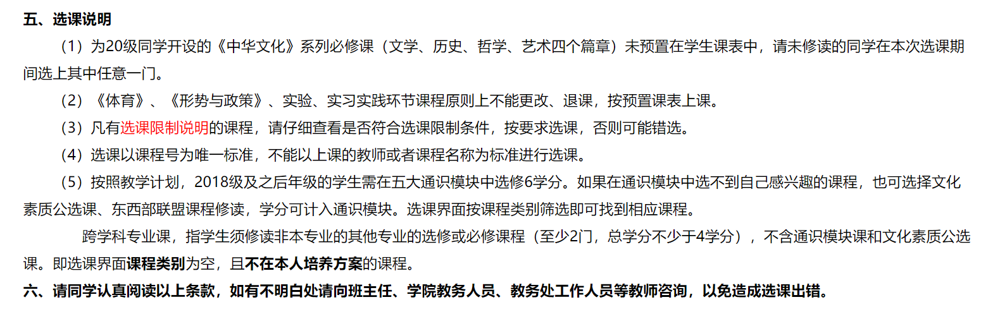 五、选课说明
（1）为20级同学开设的《中华文化》系列必修课（文学、历史、哲学、艺术四个篇章）未预置在学生课表中，请未修读的同学在本次选课期
间选上其中任意一门。
（2）《体育》、《形势与政策》、实验、实习实践环节课程原则上不能更改、退课，按预置课表上课。
（3）凡有选课限制说明的课程，请仔细查看是否符合选课限制条件，按要求选课，否则可能错选。
（4）选课以课程号为唯一标准，不能以上课的教师或者课程名称为标准进行选课。
（5）按照教学计划，2018级及之后年级的学生需在五大通识模块中选修6学分。如果在通识模块中选不到自己感兴趣的课程，也可选择文化
素质公选课、东西部联盟课程修读，学分可计入通识模块。选课界面按课程类别筛选即可找到相应课程。
跨学科专业课，指学生须修读非本专业的其他专业的选修或必修课程（至少2门，总学分不少于4学分），不含通识模块课和文化素质公选
课。即选课界面课程类别为空，且不在本人培养方案的课程。
六、请同学认真阅读以上条款，如有不明白处请向班主任、学院教务人员、教务处工作人员等教师咨询，以免造成选课出错。